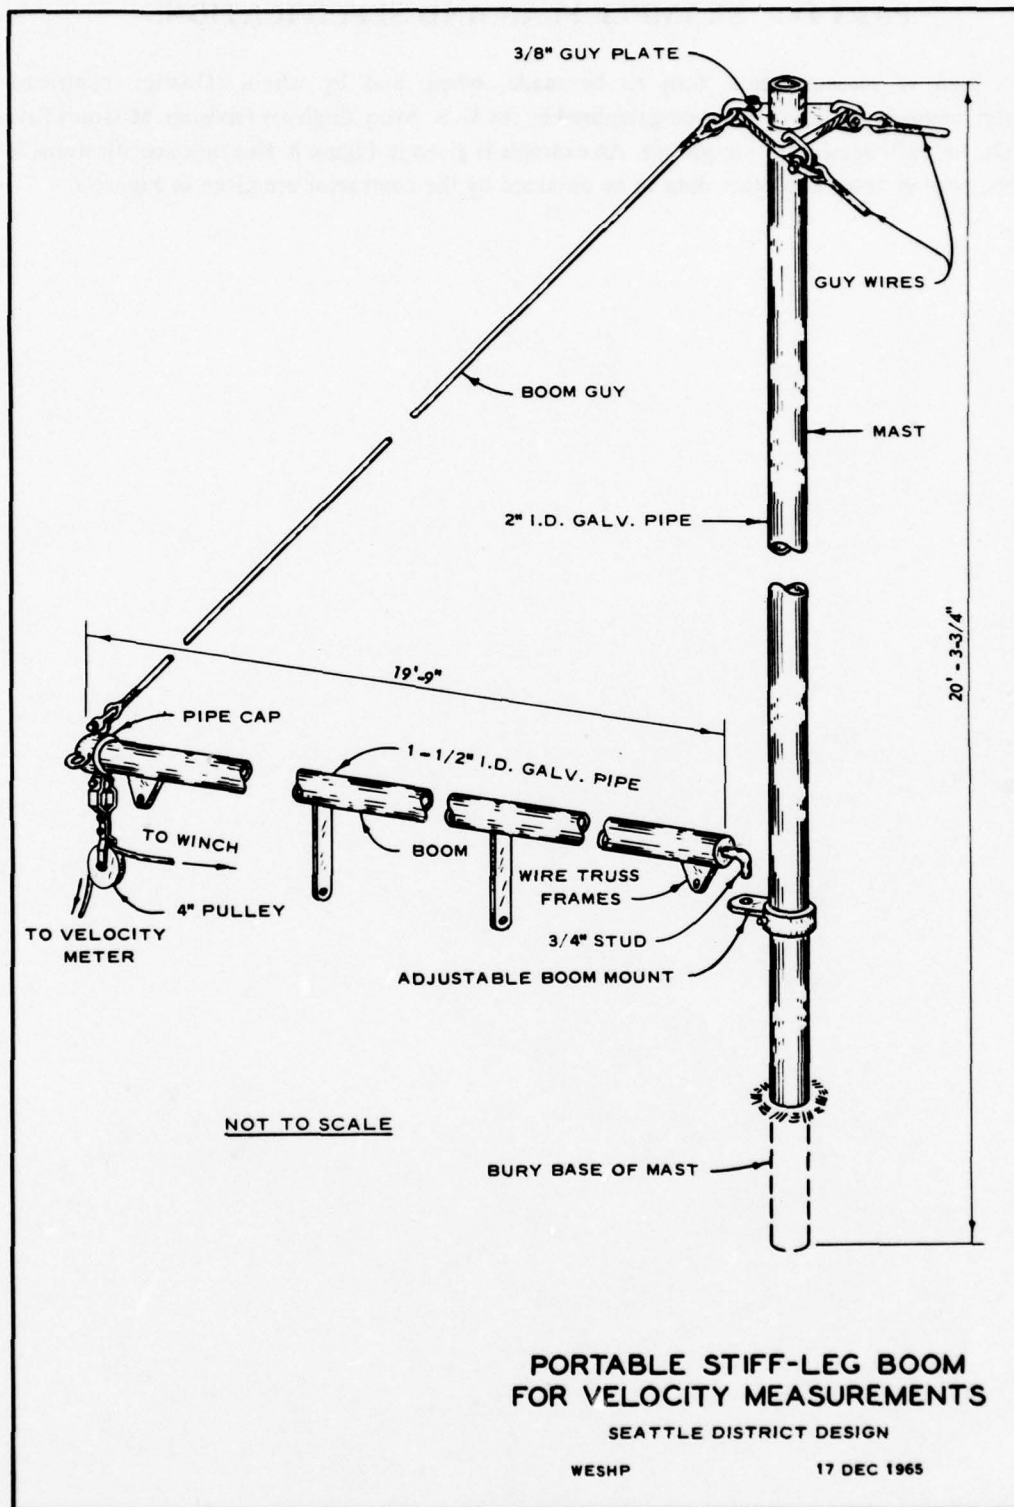 3/8" GUY PLATE
GUY WIRES
BOOM GUY
MAST
2" I.D. GALV. PIPE
20' - 3-3/4"
19'-9"
PIPE CAP
1-1/2" I.D. GALV. PIPE
TO WINCH
BOOM
WIRE TRUSS
FRAMES
4" PULLEY
TO VELOCITY
METER
3/4" STUD
ADJUSTABLE BOOM MOUNT
NOT TO SCALE
BURY BASE OF MAST
PORTABLE STIFF-LEG BOOM
FOR VELOCITY MEASUREMENTS
SEATTLE DISTRICT DESIGN
WESHP 17 DEC 1965